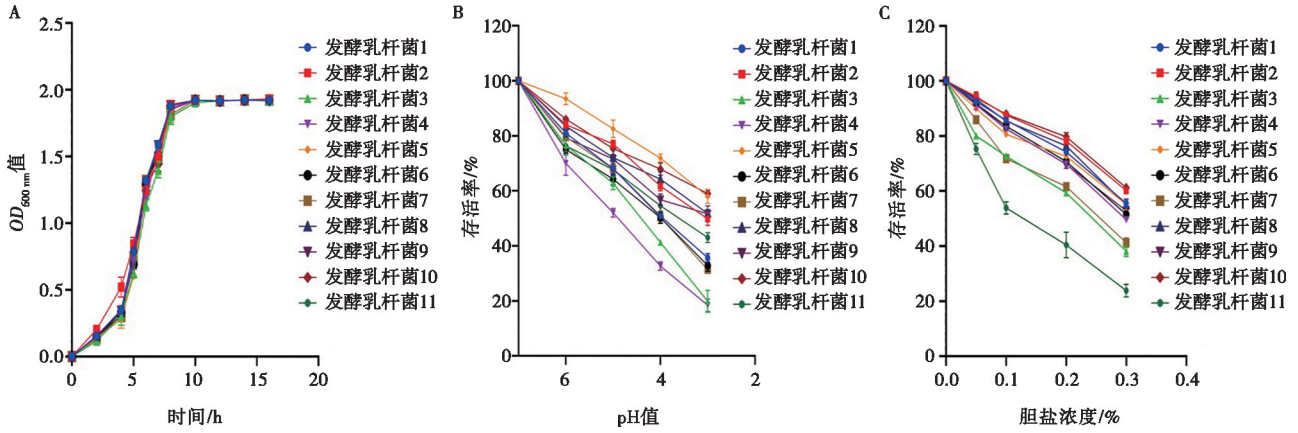 A
2.5
2.0
1.5
1.0
0.5
0.0
OD600 nm值
0
5
10
15
20
时间/h
发酵乳杆菌1
发酵乳杆菌2
发酵乳杆菌3
发酵乳杆菌4
发酵乳杆菌5
发酵乳杆菌6
发酵乳杆菌7
发酵乳杆菌8
发酵乳杆菌9
发酵乳杆菌10
发酵乳杆菌11
B
120
100
80
60
40
20
0
存活率/%
6
4
2
pH值
发酵乳杆菌1
发酵乳杆菌2
发酵乳杆菌3
发酵乳杆菌4
发酵乳杆菌5
发酵乳杆菌6
发酵乳杆菌7
发酵乳杆菌8
发酵乳杆菌9
发酵乳杆菌10
发酵乳杆菌11
C
120
100
80
60
40
20
0
存活率/%
0.0
0.1
0.2
0.3
0.4
胆盐浓度/%
发酵乳杆菌1
发酵乳杆菌2
发酵乳杆菌3
发酵乳杆菌4
发酵乳杆菌5
发酵乳杆菌6
发酵乳杆菌7
发酵乳杆菌8
发酵乳杆菌9
发酵乳杆菌10
发酵乳杆菌11